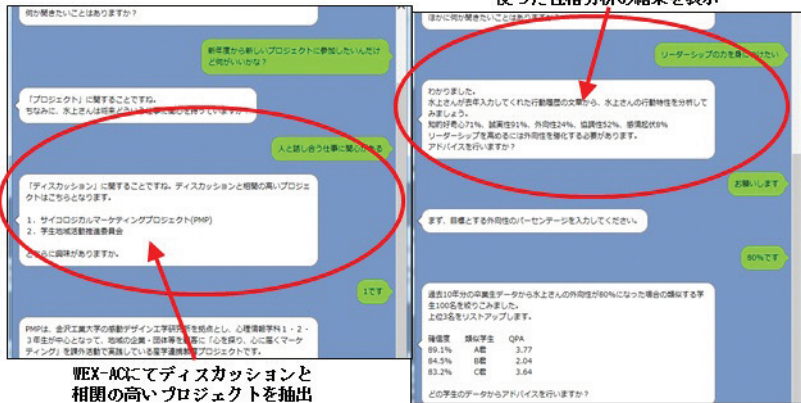 何か聞きたいことはありますか？
新年度から新しいプロジェクトに参加したいんだけ
ど何がいいかな？
「プロジェクト」に関することですね。
ちなみに、水上さんは将来どういう仕事に関心を持っていますか？
人と話し合う仕事に関心がある
「ディスカッション」に関することですね。ディスカッションと相関の高いプロジェ
クトはこちらとなります。
1．サイコロジカルマーケティングプロジェクト(PMP)
2．学生地域活動推進委員会
どちらに興味がありますか。
1です
PMPは、金沢工業大学の感動デザイン工学研究所を拠点とし、心理情報学科1・2・
3年生が中心となって、地域の企業・団体等を顧客に「心を探り、心に届くマーケ
ティング」を課外活動で実践している産学連携教育プロジェクトです。
WEX-ACにてディスカッションと
相関の高いプロジェクトを抽出
使った性格分析の結果を表示
ほかに何か聞きたいことはありますか？
リーダーシップの力を身につけたい
わかりました。
水上さんが去年入力してくれた行動履歴の文章から、水上さんの行動特性を分析して
みましょう。
知的好奇心71%、誠実性91%、外向性24%、協調性52%、感情起伏8%
リーダーシップを高めるには外向性を強化する必要があります。
アドバイスを行いますか？
お願いします
まず、目標とする外向性のパーセンテージを入力してください。
60%です
過去10年分の卒業生データから水上さんの外向性が60%になった場合の類似する学
生100名を絞りこみました。
上位3名をリストアップします。
確信度 類似学生 QPA
89.1% A君 3.77
84.5% B君 2.04
83.2% C君 3.64
どの学生のデータからアドバイスを行いますか？